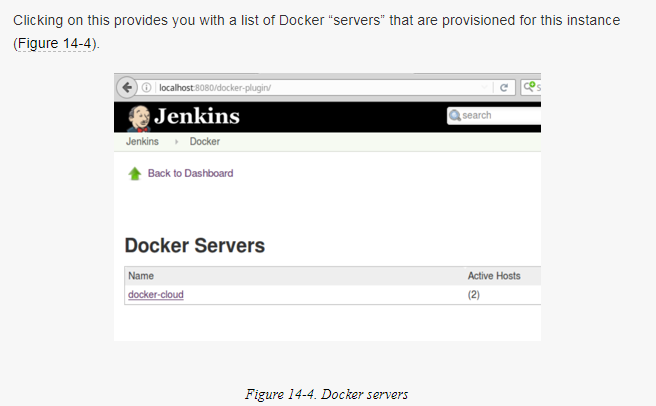 Clicking on this provides you with a list of Docker “servers” that are provisioned for this instance
(Figure 14-4).
localhost:8080/docker-plugin/
S
Jenkins
search
Jenkins Docker
Back to Dashboard
Docker Servers
Name Active Hosts
docker-cloud (2)
Figure 14-4. Docker servers